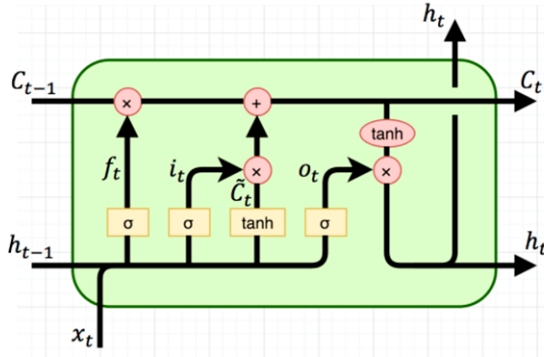 h_t
C_{t-1}
×
+
C_t
tanh
f_t
i_t
×
C̃_t
o_t
×
σ
σ
tanh
σ
h_{t-1}
h_t
x_t